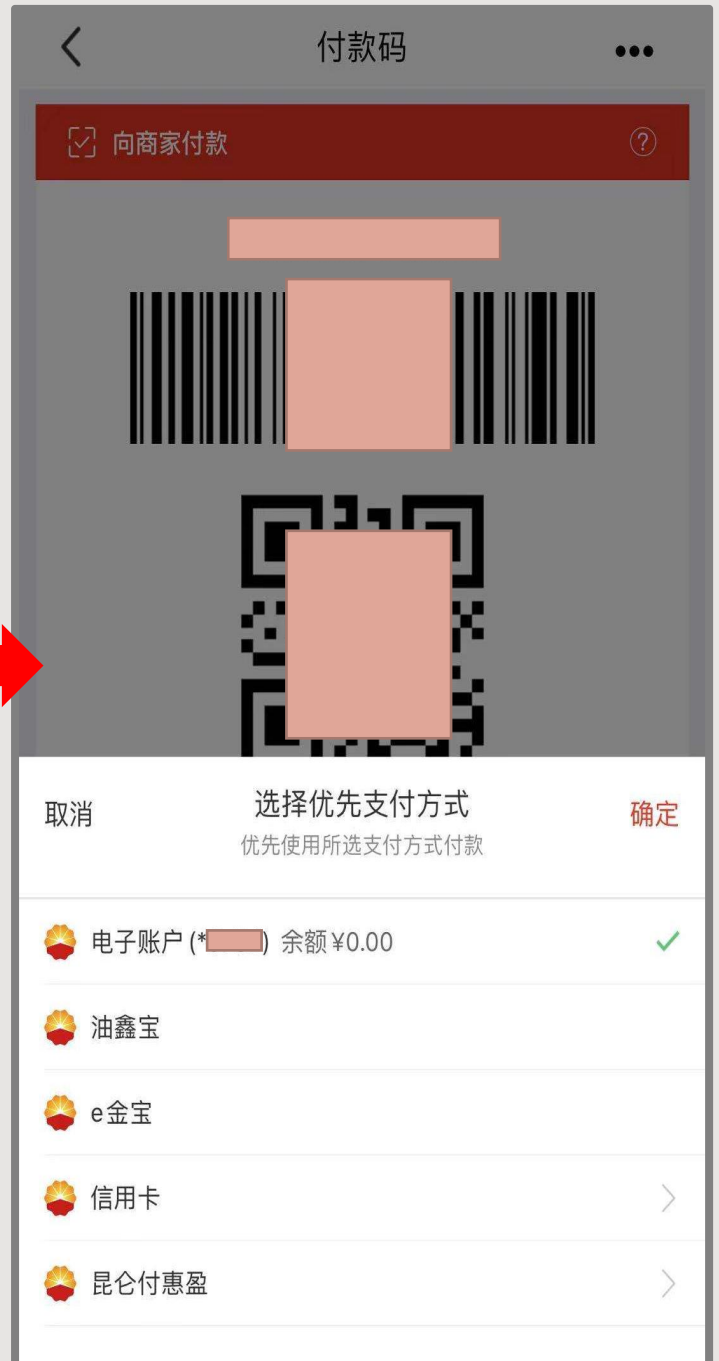 付款码
向商家付款
取消
选择优先支付方式
确定
优先使用所选支付方式付款
电子账户 (* ) 余额 ¥0.00
油鑫宝
e金宝
信用卡
昆仑付惠盈